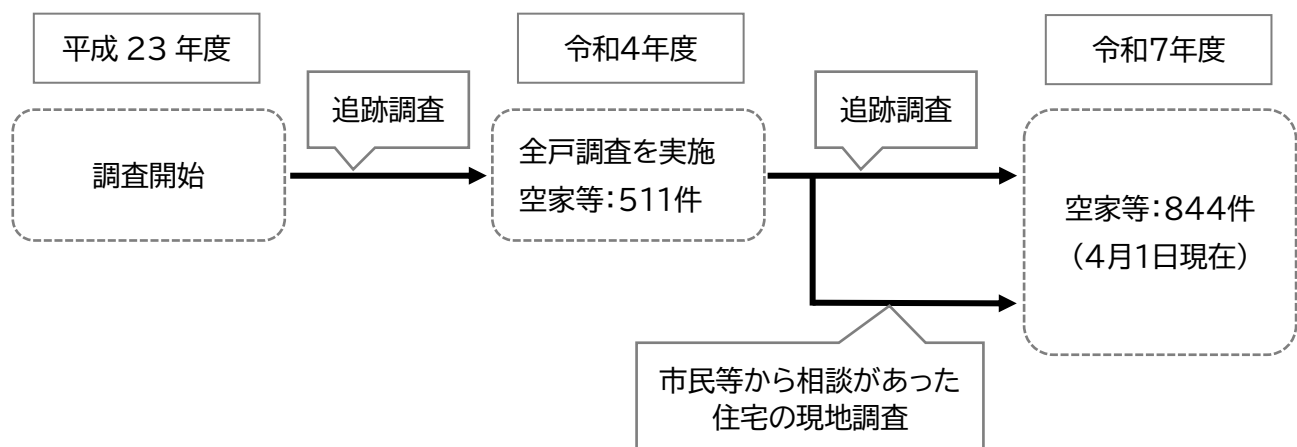 平成 23 年度
令和4年度
令和7年度
追跡調査
追跡調査
調査開始
全戸調査を実施
空家等：511件
空家等：844件
（4月1日現在）
市民等から相談があった
住宅の現地調査